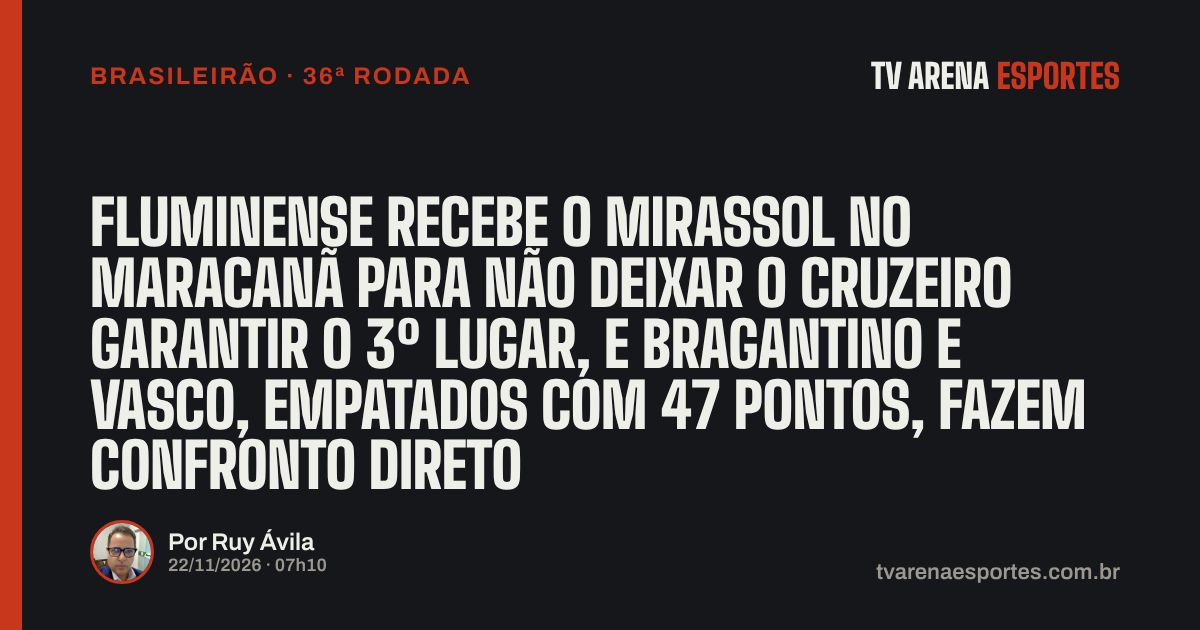 BRASILEIRÃO · 36ª RODADA
TV ARENA ESPORTES
FLUMINENSE RECEBE O MIRASSOL NO
MARACANÃ PARA NÃO DEIXAR O CRUZEIRO
GARANTIR O 3º LUGAR, E BRAGANTINO E
VASCO, EMPATADOS COM 47 PONTOS, FAZEM
CONFRONTO DIRETO
Por Ruy Ávila
22/11/2026 · 07h10
tvarenaesportes.com.br